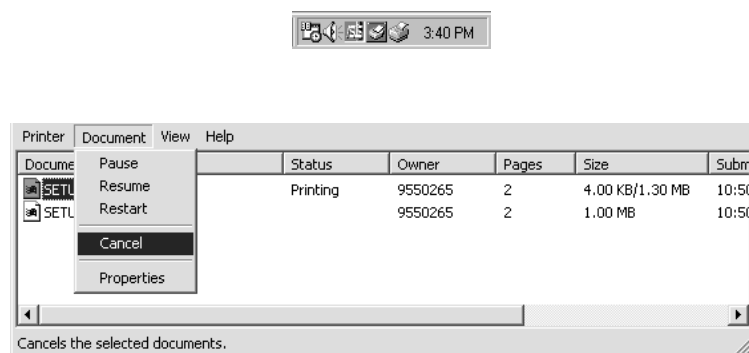 3:40 PM
Printer Document View Help
Docume Status Owner Pages Size Subm
SETU Printing 9550265 2 4.00 KB/1.30 MB 10:50
SETU 9550265 2 1.00 MB 10:50
Pause
Resume
Restart
Cancel
Properties
Cancels the selected documents.